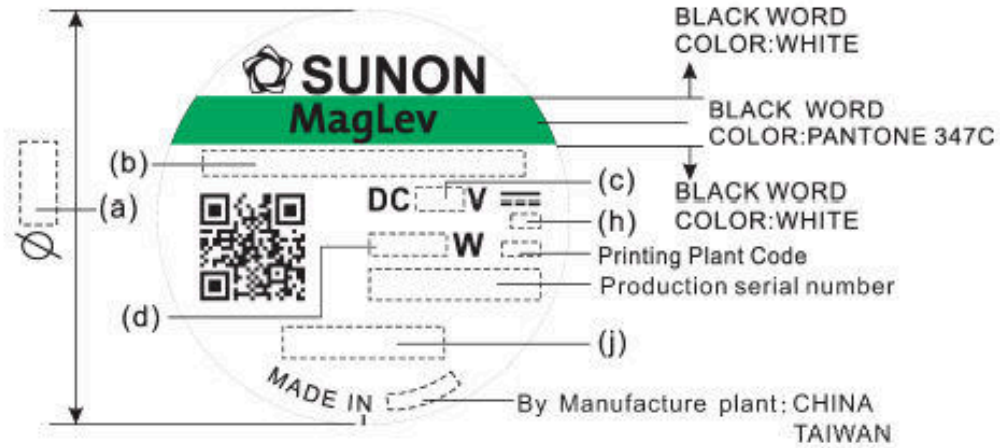 BLACK WORD
COLOR:WHITE
SUNON
MagLev
BLACK WORD
COLOR:PANTONE 347C
(b)
(c)
DC V
BLACK WORD
COLOR:WHITE
(a)
(h)
W
Printing Plant Code
Production serial number
(d)
(j)
MADE IN
By Manufacture plant: CHINA
TAIWAN
Ø